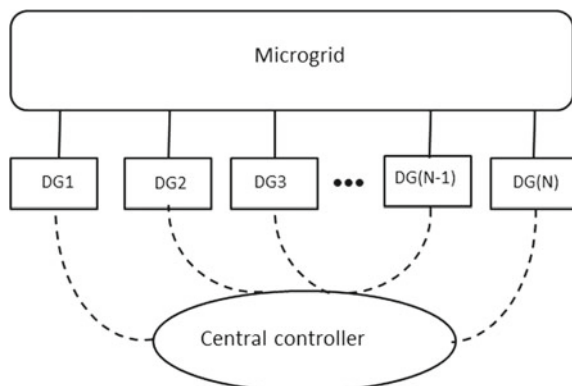 Microgrid
DG1
DG2
DG3
•••
DG(N-1)
DG(N)
Central controller